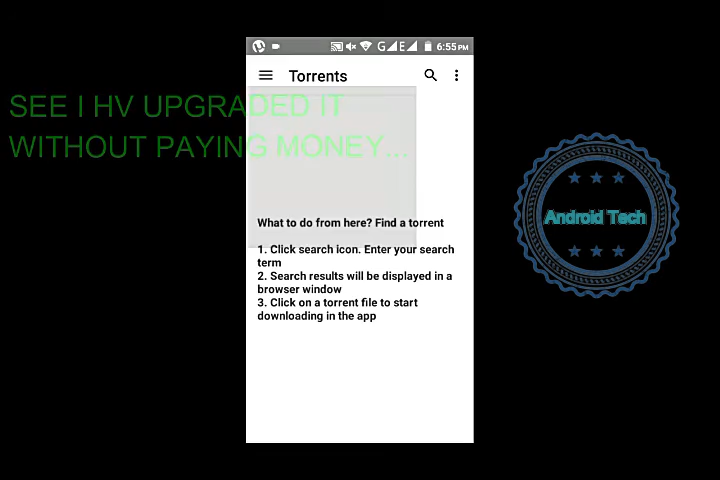 6:55 PM
Torrents
SEE I HV UPGRADED IT
WITHOUT PAYING MONEY...
What to do from here? Find a torrent
1. Click search icon. Enter your search
term
2. Search results will be displayed in a
browser window
3. Click on a torrent file to start
downloading in the app
Android Tech